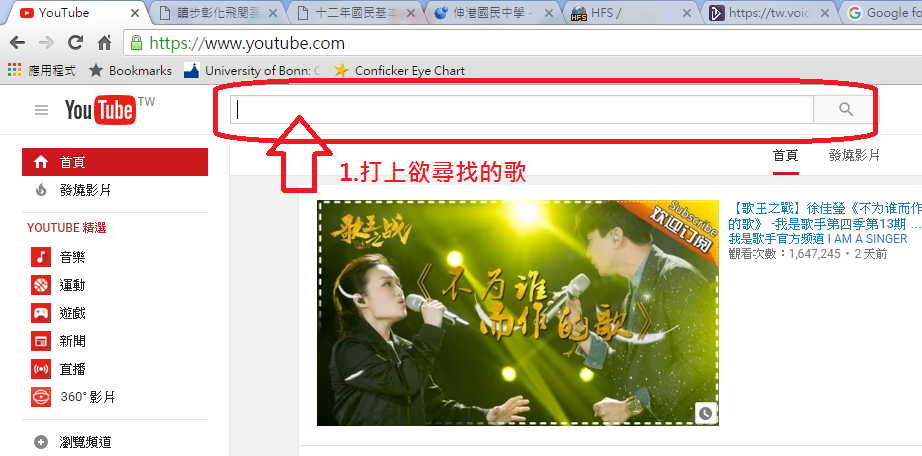 YouTube
讀步彰化飛閱雲
十二年國民基本
伸港國民中學 -
HFS /
https://tw.voic
Google fo
https://www.youtube.com
應用程式
Bookmarks
University of Bonn: C
Conficker Eye Chart
YouTube TW
1.打上欲尋找的歌
首頁
發燒影片
首頁
發燒影片
YOUTUBE 精選
音樂
運動
遊戲
新聞
直播
360° 影片
瀏覽頻道
歌王之战
Subscribe
欢迎订阅
《不为谁
而作的歌》
【歌王之戰】徐佳瑩《不为谁而作
的歌》 -我是歌手第四季第13期 ...
我是歌手官方频道 I AM A SINGER
觀看次數：1,647,245・2 天前